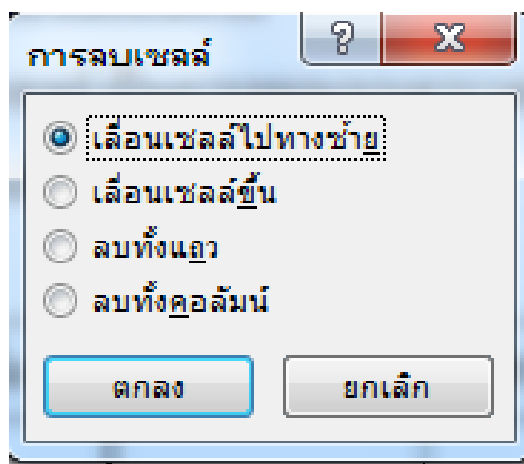 การลบเซลล์
เลื่อนเซลล์ไปทางซ้าย
เลื่อนเซลล์ขึ้น
ลบทั้งแถว
ลบทั้งคอลัมน์
ตกลง ยกเลิก